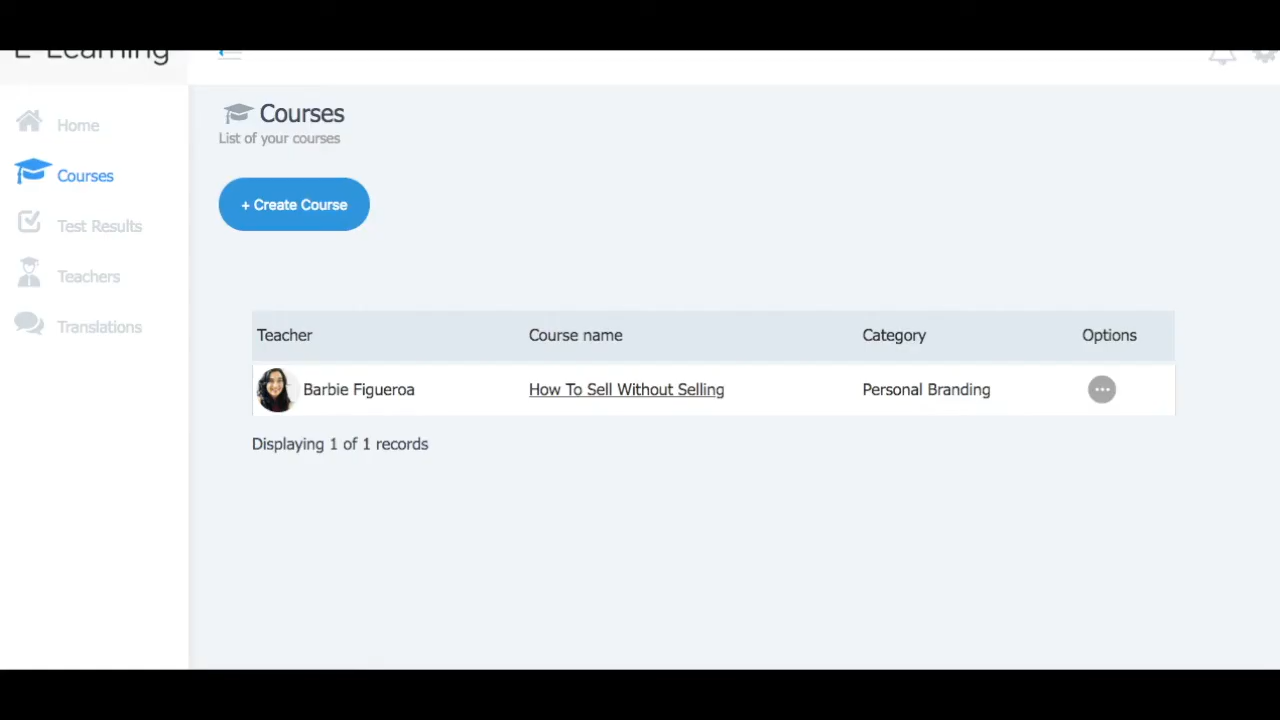 E-Learning
Courses
List of your courses
Home
Courses
Test Results
Teachers
Translations
+ Create Course
Teacher Course name Category Options
Barbie Figueroa How To Sell Without Selling Personal Branding
Displaying 1 of 1 records